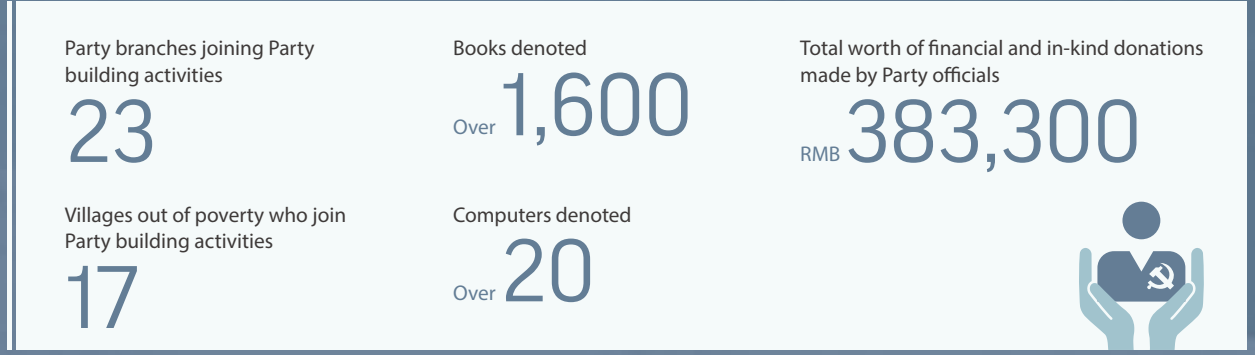 Party branches joining Party
building activities
23
Villages out of poverty who join
Party building activities
17
Books denoted
Over 1,600
Computers denoted
Over 20
Total worth of financial and in-kind donations
made by Party officials
RMB 383,300